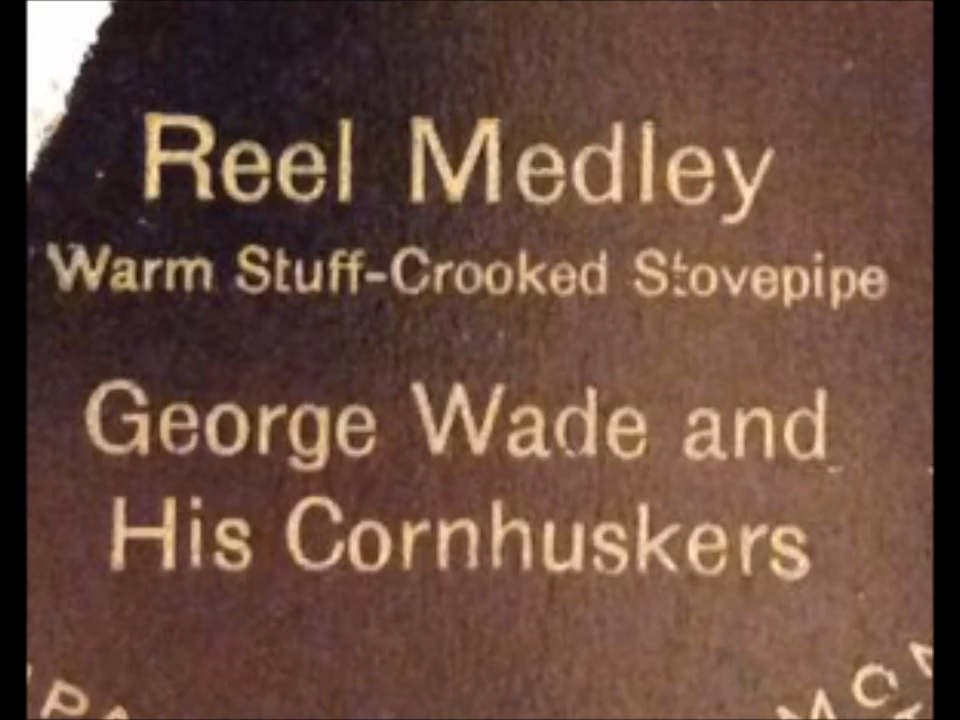 Reel Medley
Warm Stuff-Crooked Stovepipe
George Wade and
His Cornhuskers